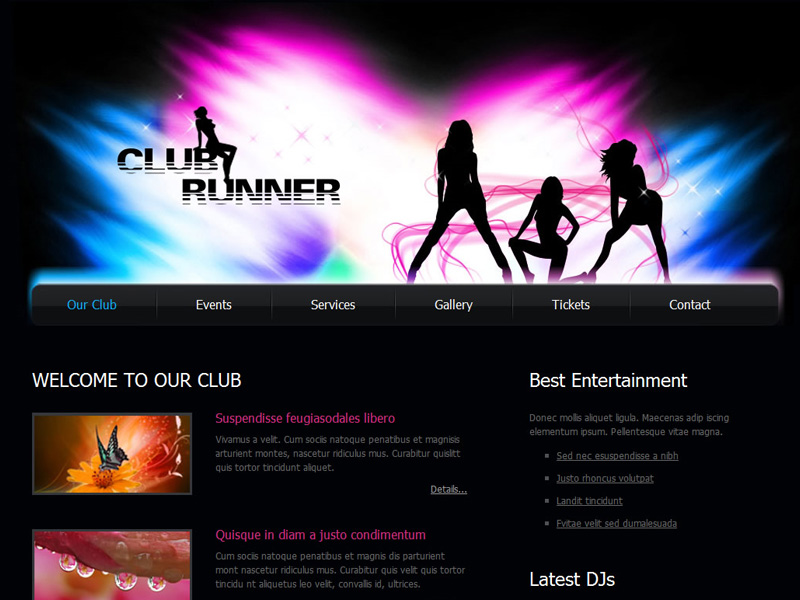 CLUB
RUNNER
Our Club
Events
Services
Gallery
Tickets
Contact
WELCOME TO OUR CLUB
Suspendisse feugiasodales libero
Vivamus a velit. Cum sociis natoque penatibus et magnisis
arturient montes, nascetur ridiculus mus. Curabitur quislitt
quis tortor tincidunt aliquet.
Details...
Quisque in diam a justo condimentum
Cum sociis natoque penatibus et magnis dis parturient
mont nascetur ridiculus mus. Curabitur quis velit quis tortor
tincidu nt aliquetus leo velit, convallis id, ultrices.
Best Entertainment
Donec mollis aliquet ligula. Maecenas adip iscing
elementum ipsum. Pellentesque vitae magna.
Sed nec esuspendisse a nibh
Justo rhoncus volutpat
Landit tincidunt
Fvitae velit sed dumalesuada
Latest DJs